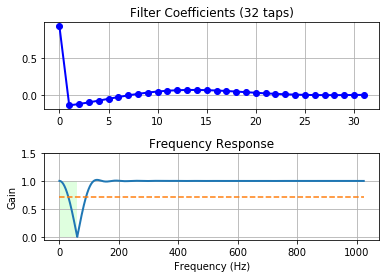 Filter Coefficients (32 taps)
0.5
0.0
0 5 10 15 20 25 30
Frequency Response
1.5
1.0
0.5
0.0
Gain
0 200 400 600 800 1000
Frequency (Hz)